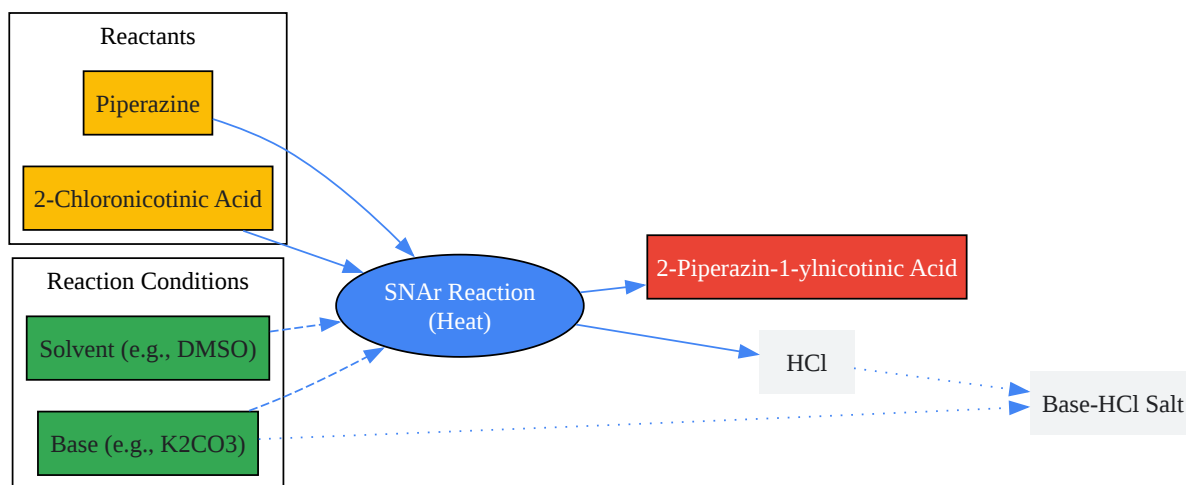 Reactants
Piperazine
2-Chloronicotinic Acid
Reaction Conditions
Solvent (e.g., DMSO)
Base (e.g., K2CO3)
SNAr Reaction
(Heat)
2-Piperazin-1-ylnicotinic Acid
HCl
Base-HCl Salt